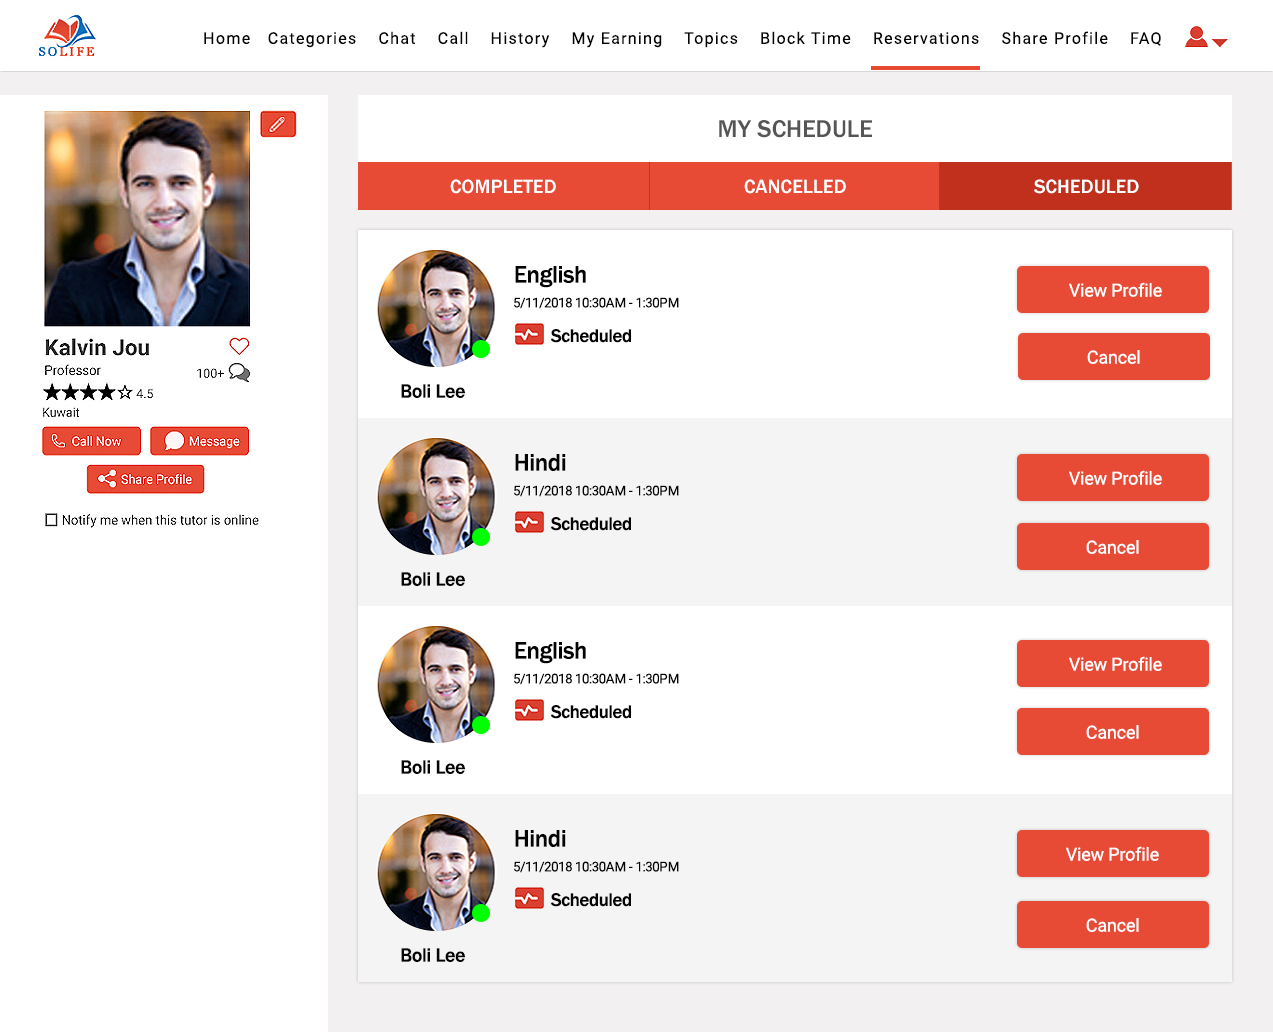 SOLIFE
Home Categories Chat Call History My Earning Topics Block Time Reservations Share Profile FAQ
Kalvin Jou
Professor
100+
4.5
Kuwait
Call Now Message
Share Profile
Notify me when this tutor is online
MY SCHEDULE
COMPLETED CANCELLED SCHEDULED
English
5/11/2018 10:30AM - 1:30PM
Scheduled
Boli Lee
View Profile
Cancel
Hindi
5/11/2018 10:30AM - 1:30PM
Scheduled
Boli Lee
View Profile
Cancel
English
5/11/2018 10:30AM - 1:30PM
Scheduled
Boli Lee
View Profile
Cancel
Hindi
5/11/2018 10:30AM - 1:30PM
Scheduled
Boli Lee
View Profile
Cancel